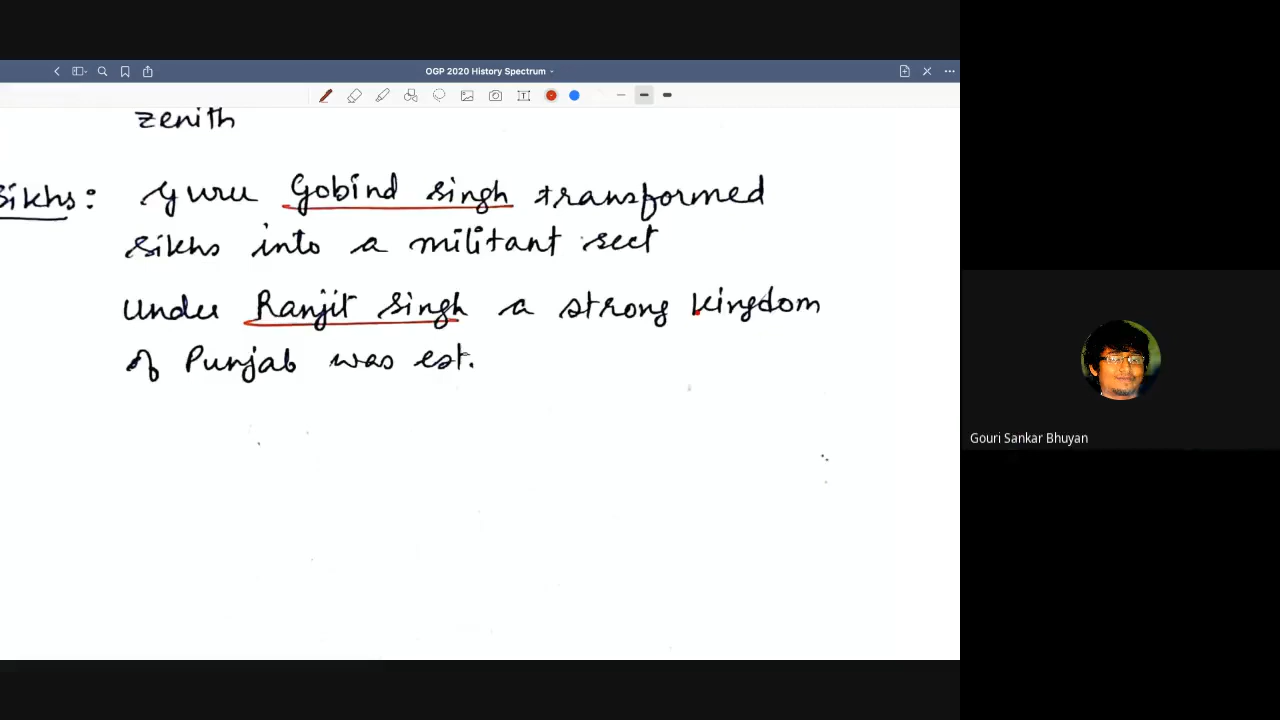 OGP 2020 History Spectrum
zenith
Sikhs: Guru Gobind Singh transformed
Sikhs into a militant sect
Under Ranjit Singh a strong kingdom
of Punjab was est.
Gouri Sankar Bhuyan